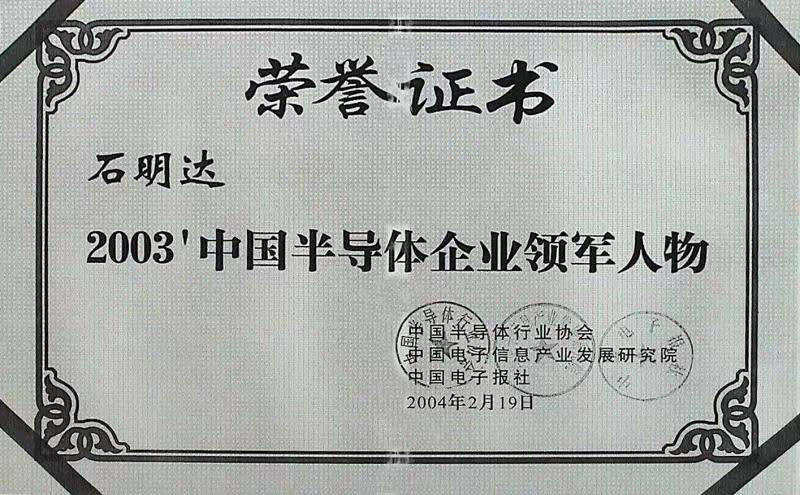 荣誉证书
石明达
2003'中国半导体企业领军人物
中国半导体行业协会
中国电子信息产业发展研究院
中国电子报社
2004年2月19日